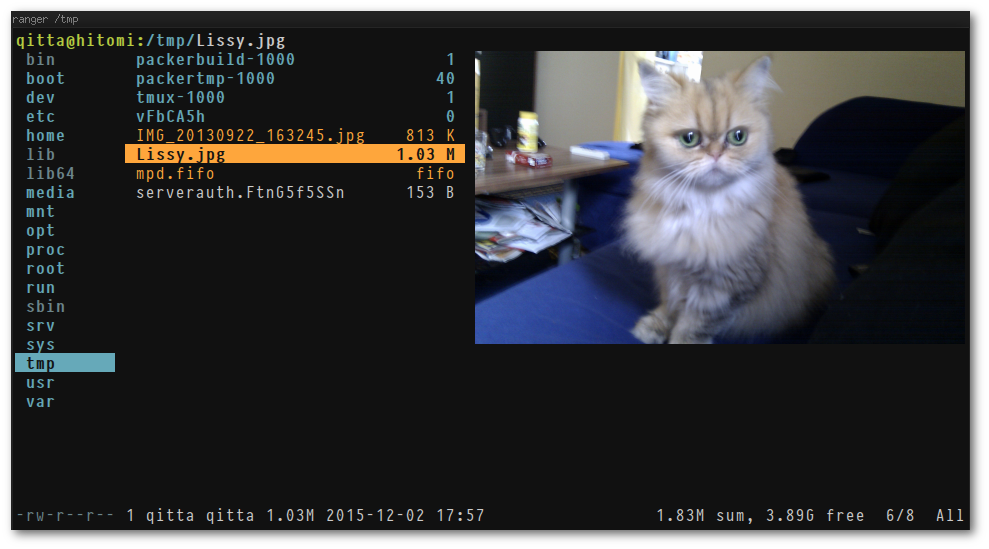 ranger /tmp
qitta@hitomi:/tmp/Lissy.jpg
bin packerbuild-1000 1
boot packertmp-1000 40
dev tmux-1000 1
etc vFbCA5h 0
home IMG_20130922_163245.jpg 813 K
lib Lissy.jpg 1.03 M
lib64 mpd.fifo fifo
media serverauth.FtnG5f5SSn 153 B
mnt
opt
proc
root
run
sbin
srv
sys
tmp
usr
var
-rw-r--r-- 1 qitta qitta 1.03M 2015-12-02 17:57 1.83M sum, 3.89G free 6/8 All